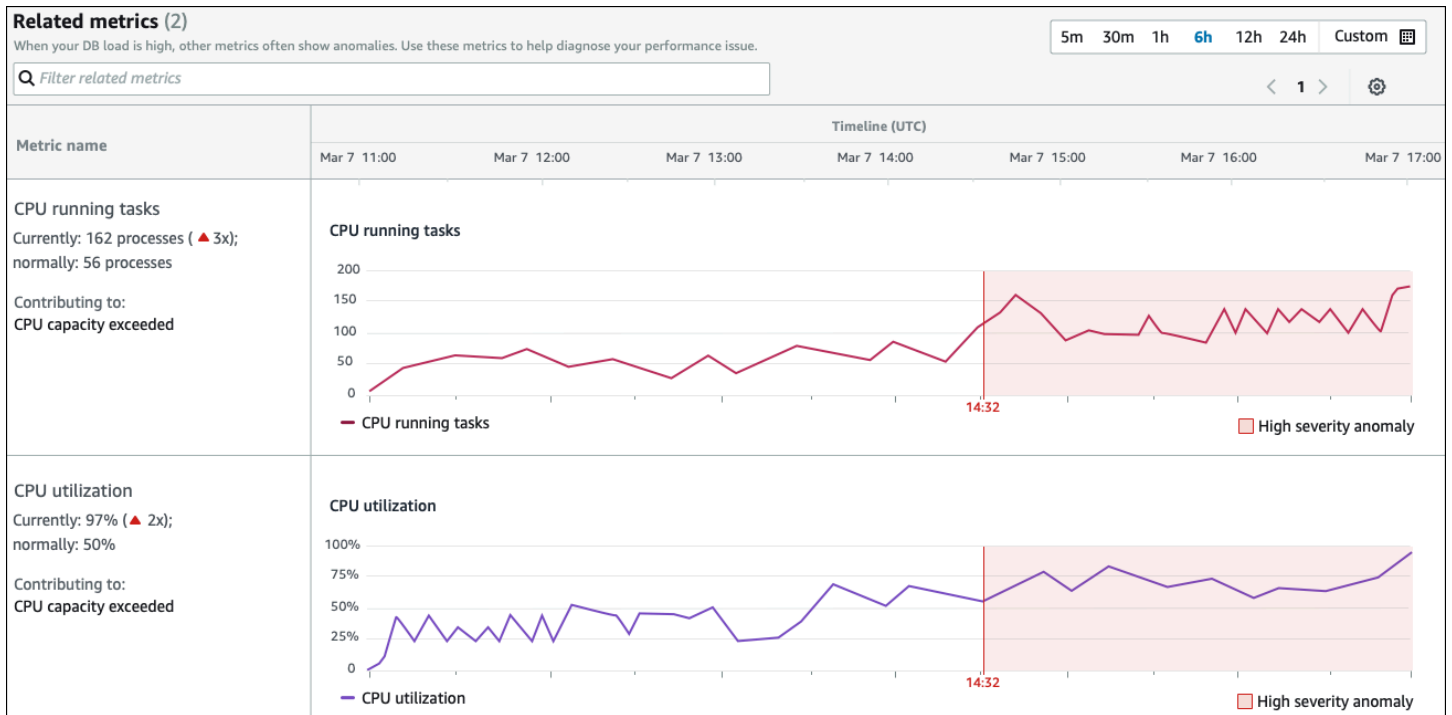 Related metrics (2)
When your DB load is high, other metrics often show anomalies. Use these metrics to help diagnose your performance issue.
5m 30m 1h 6h 12h 24h Custom
Filter related metrics
1
Metric name
Timeline (UTC)
Mar 7 11:00 Mar 7 12:00 Mar 7 13:00 Mar 7 14:00 Mar 7 15:00 Mar 7 16:00 Mar 7 17:00
CPU running tasks
Currently: 162 processes ( ▲ 3x);
normally: 56 processes
Contributing to:
CPU capacity exceeded
CPU running tasks
200
150
100
50
0
14:32
CPU running tasks
High severity anomaly
CPU utilization
Currently: 97% (▲ 2x);
normally: 50%
Contributing to:
CPU capacity exceeded
CPU utilization
100%
75%
50%
25%
0
14:32
CPU utilization
High severity anomaly